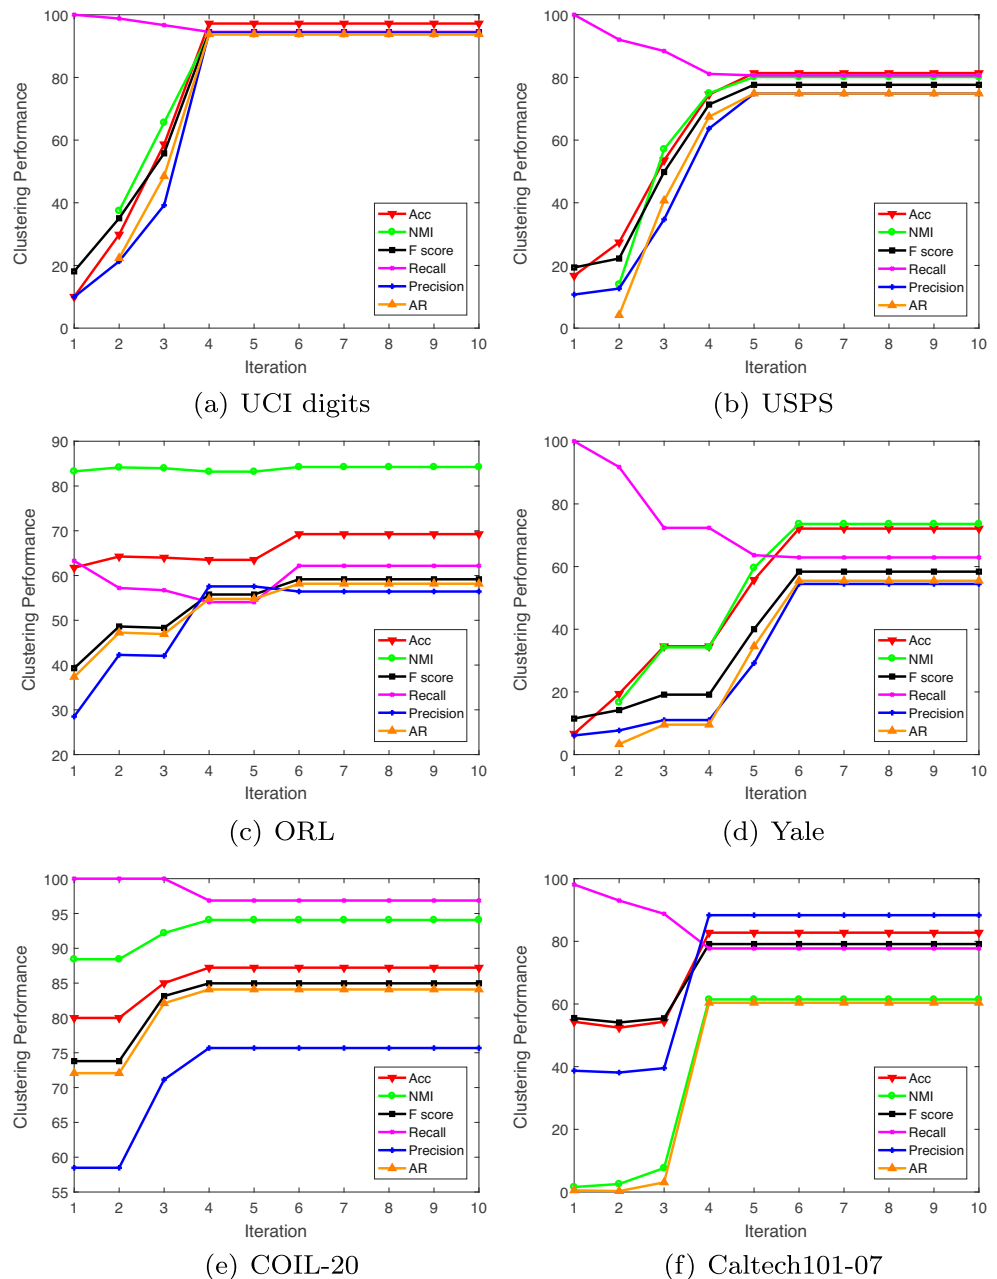 100
80
60
40
20
0
Clustering Performance
Acc
NMI
F score
Recall
Precision
AR
1 2 3 4 5 6 7 8 9 10
Iteration
(a) UCI digits
100
80
60
40
20
0
Clustering Performance
Acc
NMI
F score
Recall
Precision
AR
1 2 3 4 5 6 7 8 9 10
Iteration
(b) USPS
90
80
70
60
50
40
30
20
Clustering Performance
Acc
NMI
F score
Recall
Precision
AR
1 2 3 4 5 6 7 8 9 10
Iteration
(c) ORL
100
80
60
40
20
0
Clustering Performance
Acc
NMI
F score
Recall
Precision
AR
1 2 3 4 5 6 7 8 9 10
Iteration
(d) Yale
100
95
90
85
80
75
70
65
60
55
Clustering Performance
Acc
NMI
F score
Recall
Precision
AR
1 2 3 4 5 6 7 8 9 10
Iteration
(e) COIL-20
100
80
60
40
20
0
Clustering Performance
Acc
NMI
F score
Recall
Precision
AR
1 2 3 4 5 6 7 8 9 10
Iteration
(f) Caltech101-07